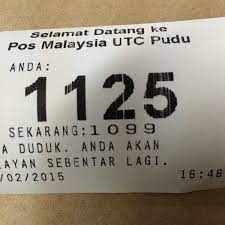 Selamat Datang ke
Pos Malaysia UTC Pudu
ANDA:
1125
SEKARANG:1099
A DUDUK. ANDA AKAN
LAYAN SEBENTAR LAGI.
/02/2015 16:46